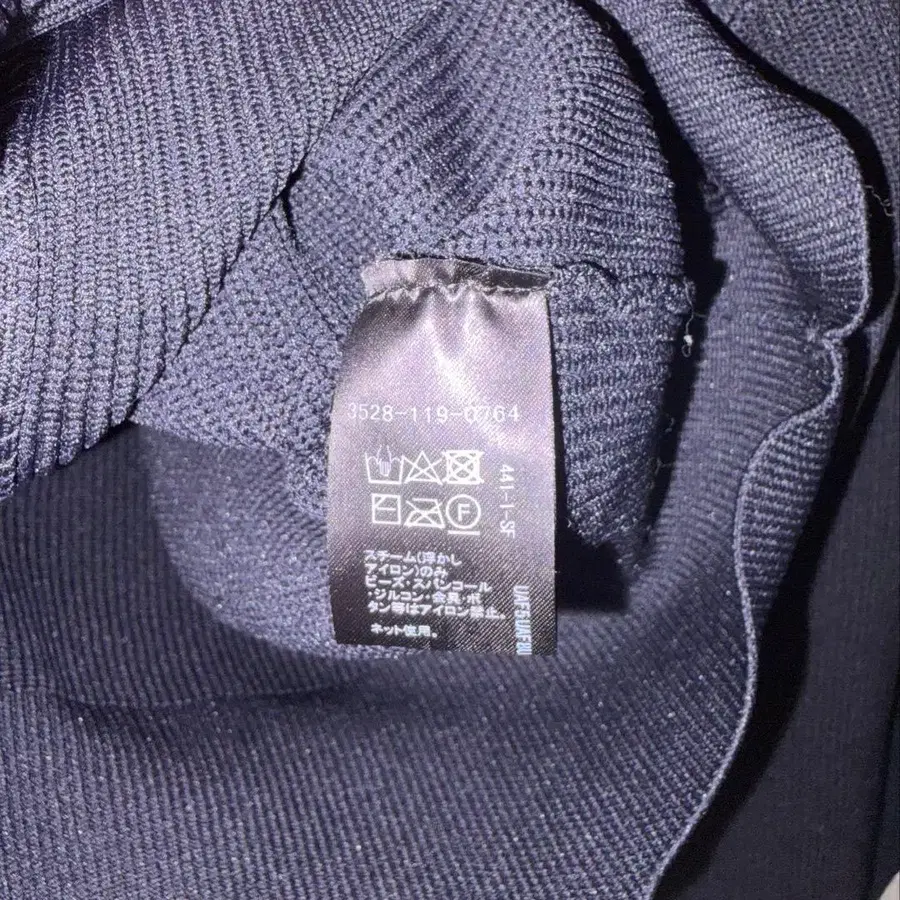 3528-119-0764
F
441-1-SF
スチーム(浮かし
アイロン)のみ
ビーズ・スパンコール
・ジルコン・金具・ボ
タン等はアイロン禁止。
ネット使用。